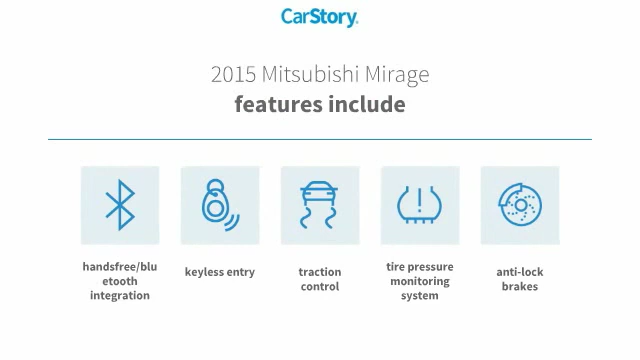 CarStory.
2015 Mitsubishi Mirage
features include
handsfree/blu
etooth
integration
keyless entry
traction
control
tire pressure
monitoring
system
anti-lock
brakes